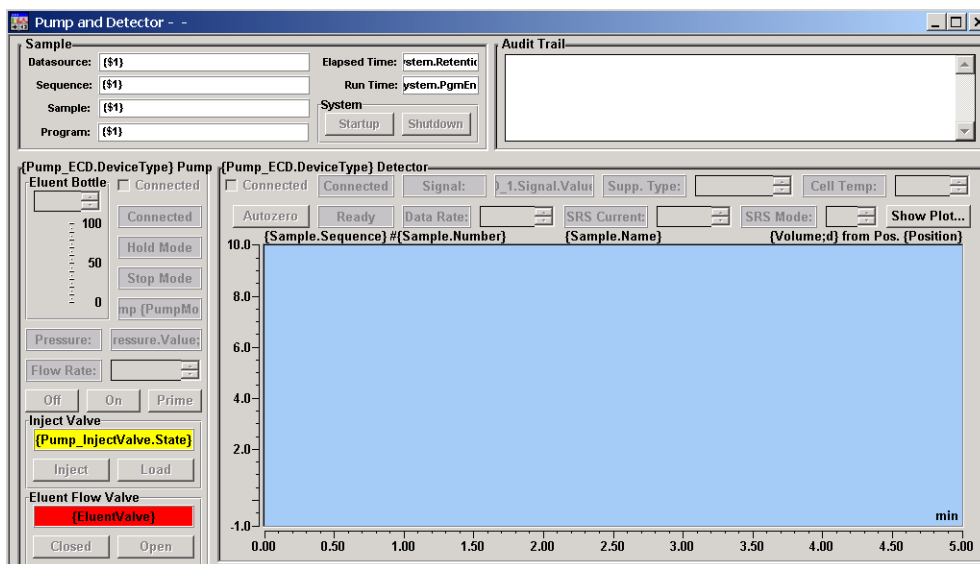 Pump and Detector - -
Sample
Datasource: {$1}
Elapsed Time: ystem.Retentio
Sequence: {$1}
Run Time: ystem.PgmEn
Sample: {$1}
System
Program: {$1}
Startup Shutdown
Audit Trail
{Pump_ECD.DeviceType} Pump
Eluent Bottle
Connected
100
50
0
Connected
Hold Mode
Stop Mode
mp {PumpMo
Pressure: ressure.Value;
Flow Rate:
Off On Prime
Inject Valve
{Pump_InjectValve.State}
Inject Load
Eluent Flow Valve
{EluentValve}
Closed Open
{Pump_ECD.DeviceType} Detector
Connected Connected Signal: _1.Signal.Value Supp. Type: Cell Temp:
Autozero Ready Data Rate: SRS Current: SRS Mode: Show Plot...
{Sample.Sequence} #{Sample.Number} {Sample.Name} {Volume;d} from Pos. {Position}
10.0
8.0
6.0
4.0
2.0
-1.0
min
0.00 0.50 1.00 1.50 2.00 2.50 3.00 3.50 4.00 4.50 5.00